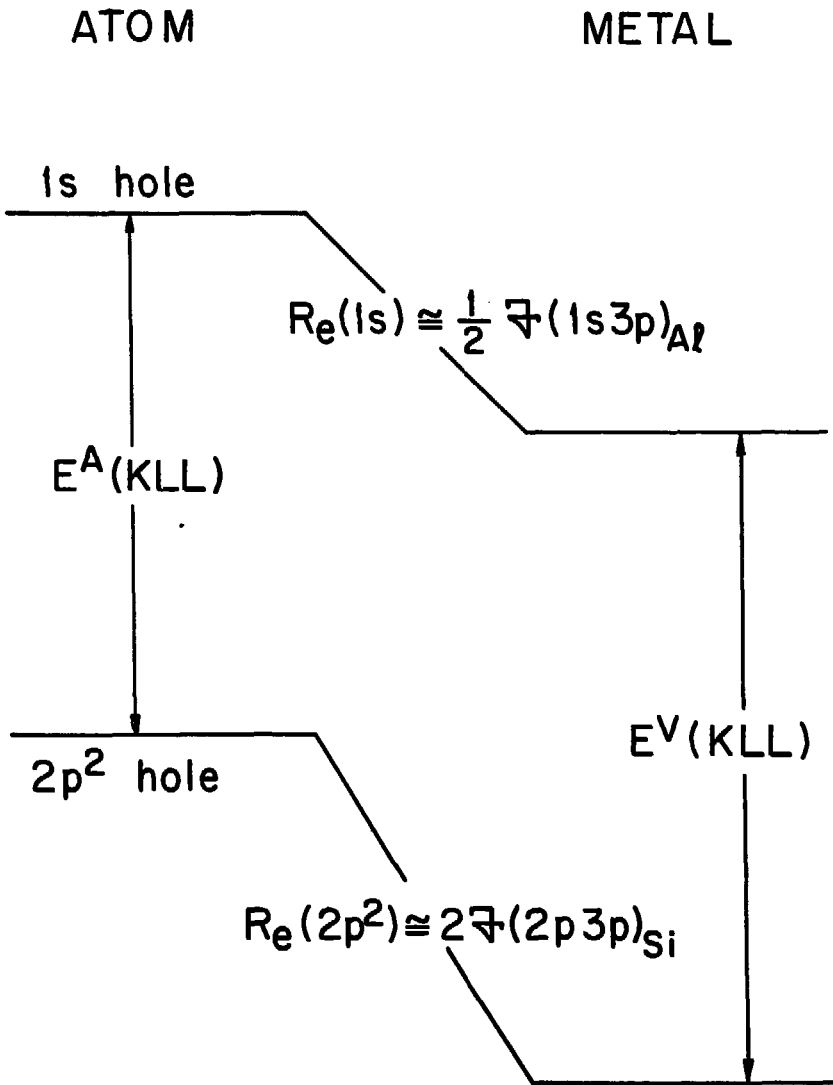 ATOM METAL
1s hole
Rₑ(1s) ≅ ½ ℱ(1s3p)Aℓ
Eᴬ(KLL)
Eⱽ(KLL)
2p² hole
Rₑ(2p²) ≅ 2ℱ(2p3p)Si